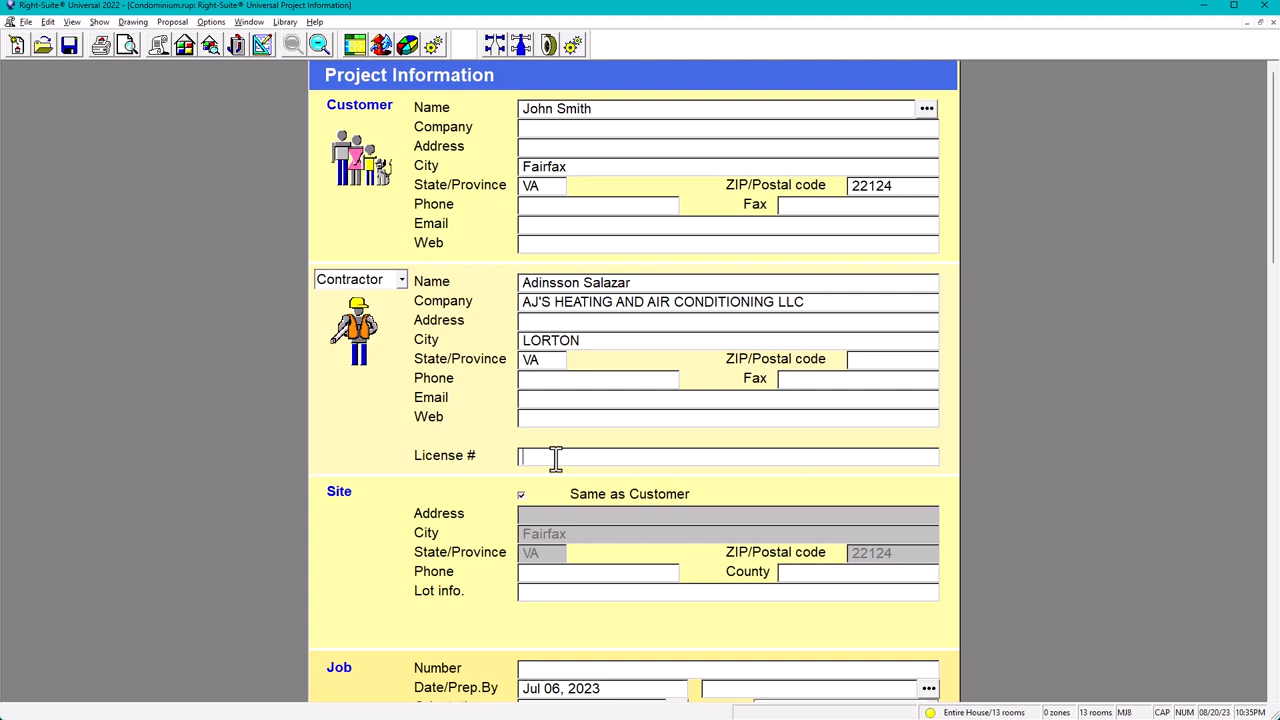 Right-Suite® Universal 2022 - [Condominium.rup: Right-Suite Universal Project Information]
File Edit View Show Drawing Proposal Options Window Library Help
Project Information
Customer
Name John Smith
Company
Address
City Fairfax
State/Province VA ZIP/Postal code 22124
Phone Fax
Email
Web
Contractor
Name Adinsson Salazar
Company AJ'S HEATING AND AIR CONDITIONING LLC
Address
City LORTON
State/Province VA ZIP/Postal code
Phone Fax
Email
Web
License #
Site Same as Customer
Address
City Fairfax
State/Province VA ZIP/Postal code 22124
Phone County
Lot info.
Job Number
Date/Prep.By Jul 06, 2023
Entire House/13 rooms 0 zones 13 rooms MJ8 CAP NUM 08/20/23 10:35PM